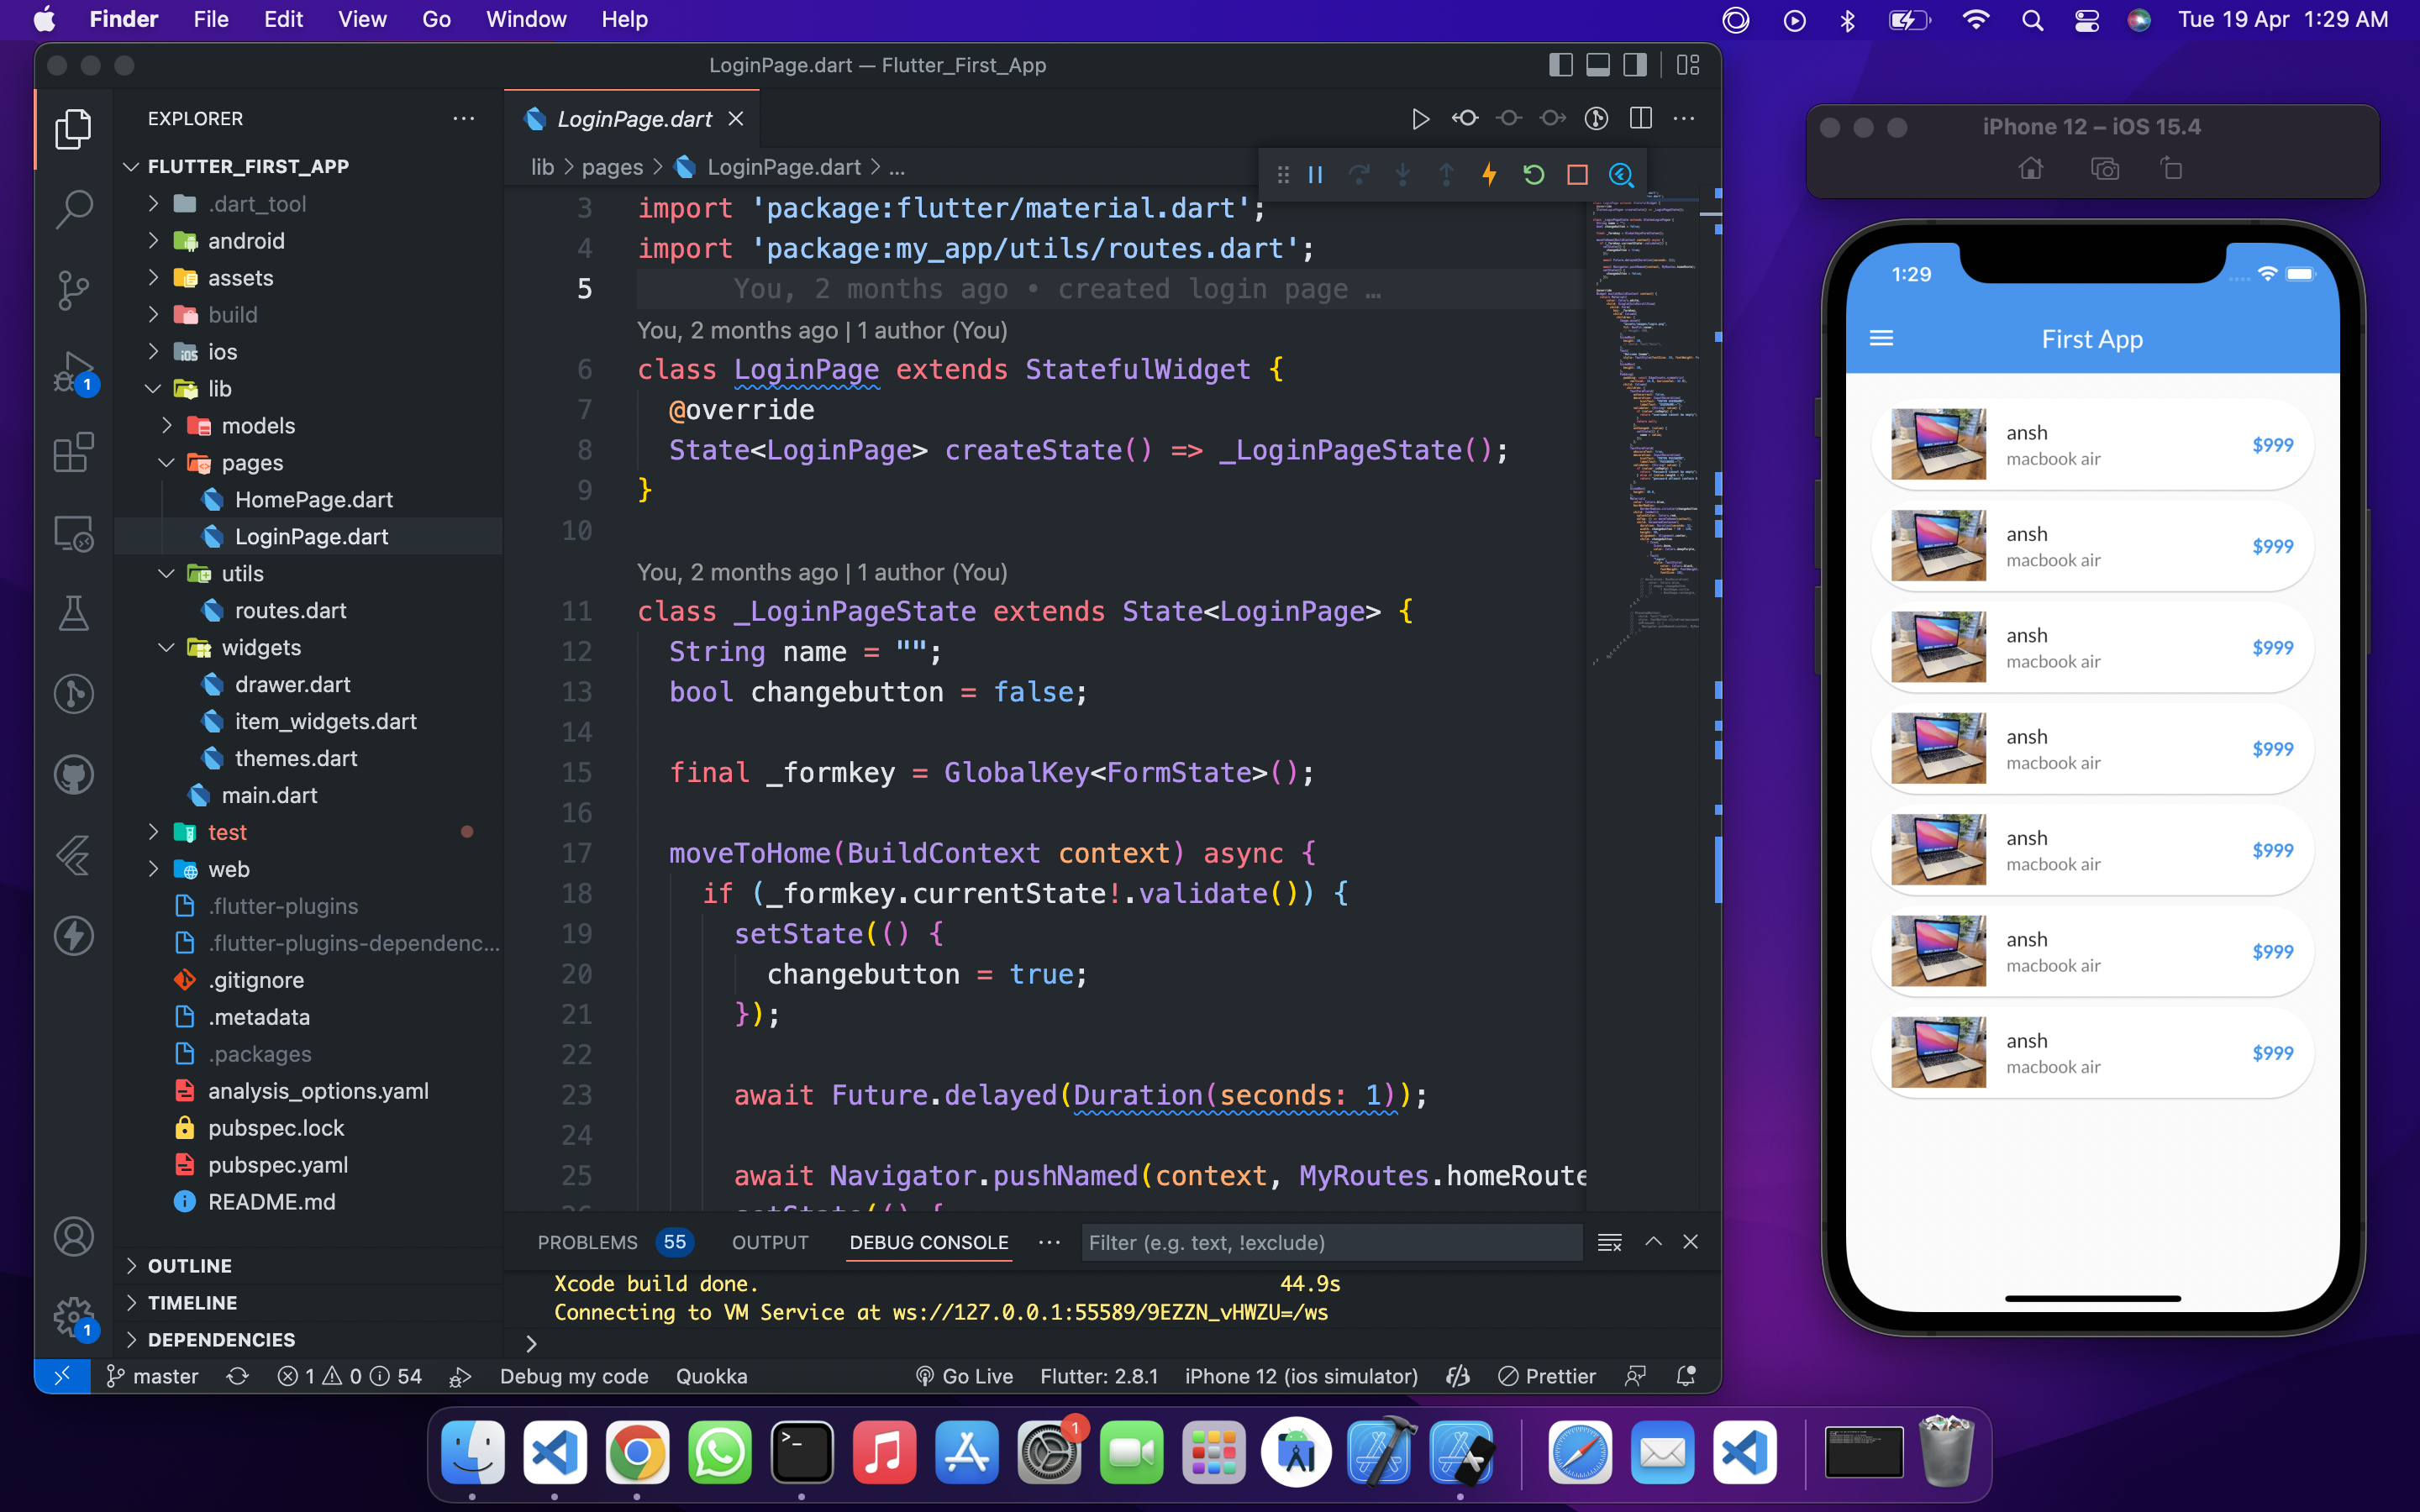 Finder File Edit View Go Window Help
Tue 19 Apr 1:29 AM
LoginPage.dart — Flutter_First_App
EXPLORER
FLUTTER_FIRST_APP
.dart_tool
android
assets
build
ios
lib
models
pages
HomePage.dart
LoginPage.dart
utils
routes.dart
widgets
drawer.dart
item_widgets.dart
themes.dart
main.dart
test
web
.flutter-plugins
.flutter-plugins-dependenc...
.gitignore
.metadata
.packages
analysis_options.yaml
pubspec.lock
pubspec.yaml
README.md
OUTLINE
TIMELINE
DEPENDENCIES
1
1
LoginPage.dart
lib > pages > LoginPage.dart > ...
3 import 'package:flutter/material.dart';
4 import 'package:my_app/utils/routes.dart';
5 You, 2 months ago • created login page …
You, 2 months ago | 1 author (You)
6 class LoginPage extends StatefulWidget {
7 @override
8 State<LoginPage> createState() => _LoginPageState();
9 }
10
You, 2 months ago | 1 author (You)
11 class _LoginPageState extends State<LoginPage> {
12 String name = "";
13 bool changebutton = false;
14
15 final _formkey = GlobalKey<FormState>();
16
17 moveToHome(BuildContext context) async {
18 if (_formkey.currentState!.validate()) {
19 setState(() {
20 changebutton = true;
21 });
22
23 await Future.delayed(Duration(seconds: 1));
24
25 await Navigator.pushNamed(context, MyRoutes.homeRoute
26 setState(() {
PROBLEMS 55 OUTPUT DEBUG CONSOLE ... Filter (e.g. text, !exclude)
Xcode build done. 44.9s
Connecting to VM Service at ws://127.0.0.1:55589/9EZZN_vHWZU=/ws
>
master 1 0 54 Debug my code Quokka Go Live Flutter: 2.8.1 iPhone 12 (ios simulator) Prettier
iPhone 12 – iOS 15.4
1:29
First App
ansh
macbook air
$999
ansh
macbook air
$999
ansh
macbook air
$999
ansh
macbook air
$999
ansh
macbook air
$999
ansh
macbook air
$999
ansh
macbook air
$999
1